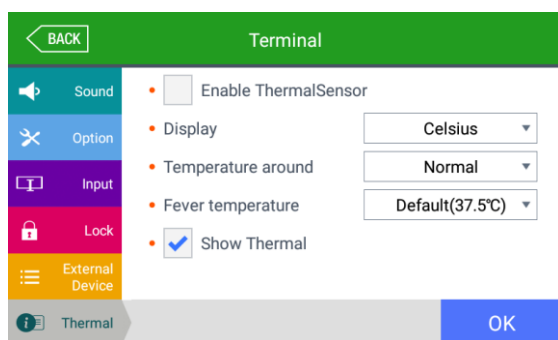 BACK
Terminal
Sound
Enable ThermalSensor
Option
Display
Celsius
Input
Temperature around
Normal
Lock
Fever temperature
Default(37.5℃)
External
Device
Show Thermal
Thermal
OK